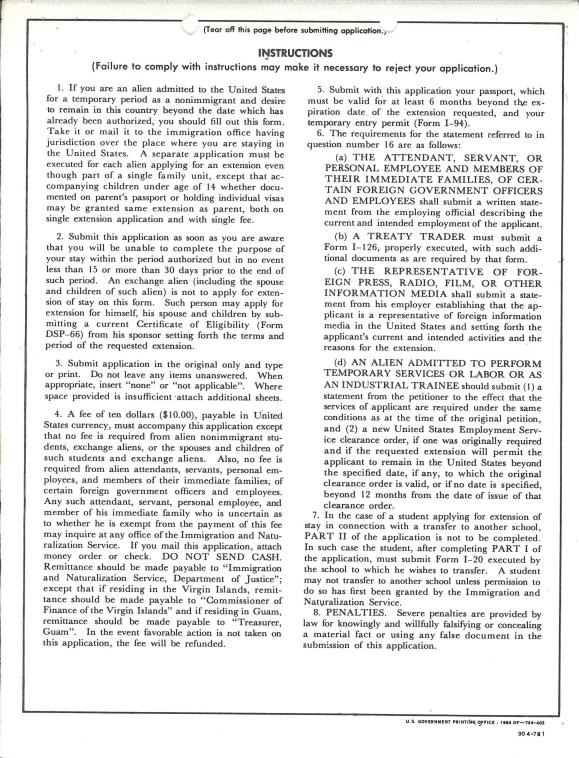 (Tear off this page before submitting application.)
INSTRUCTIONS
(Failure to comply with instructions may make it necessary to reject your application.)
1. If you are an alien admitted to the United States
for a temporary period as a nonimmigrant and desire
to remain in this country beyond the date which has
already been authorized, you should fill out this form.
Take it or mail it to the immigration office having
jurisdiction over the place where you are staying in
the United States. A separate application must be
executed for each alien applying for an extension even
though part of a single family unit, except that ac-
companying children under age of 14 whether docu-
mented on parent's passport or holding individual visas
may be granted same extension as parent, both on
single extension application and with single fee.
2. Submit this application as soon as you are aware
that you will be unable to complete the purpose of
your stay within the period authorized but in no event
less than 15 or more than 30 days prior to the end of
such period. An exchange alien (including the spouse
and children of such alien) is not to apply for exten-
sion of stay on this form. Such person may apply for
extension for himself, his spouse and children by sub-
mitting a current Certificate of Eligibility (Form
DSP-66) from his sponsor setting forth the terms and
period of the requested extension.
3. Submit application in the original only and type
or print. Do not leave any items unanswered. When
appropriate, insert "none" or "not applicable". Where
space provided is insufficient attach additional sheets.
4. A fee of ten dollars ($10.00), payable in United
States currency, must accompany this application except
that no fee is required from alien nonimmigrant stu-
dents, exchange aliens, or the spouses and children of
such students and exchange aliens. Also, no fee is
required from alien attendants, servants, personal em-
ployees, and members of their immediate families; of
certain foreign government officers and employees.
Any such attendant, servant, personal employee, and
member of his immediate family who is uncertain as
to whether he is exempt from the payment of this fee
may inquire at any office of the Immigration and Natu-
ralization Service. If you mail this application, attach
money order or check. DO NOT SEND CASH.
Remittance should be made payable to "Immigration
and Naturalization Service, Department of Justice";
except that if residing in the Virgin Islands, remit-
tance should be made payable to "Commissioner of
Finance of the Virgin Islands" and if residing in Guam,
remittance should be made payable to "Treasurer,
Guam". In the event favorable action is not taken on
this application, the fee will be refunded.
5. Submit with this application your passport, which
must be valid for at least 6 months beyond the ex-
piration date of the extension requested, and your
temporary entry permit (Form I-94).
6. The requirements for the statement referred to in
question number 16 are as follows:
(a) THE ATTENDANT, SERVANT, OR
PERSONAL EMPLOYEE AND MEMBERS OF
THEIR IMMEDIATE FAMILIES, OF CER-
TAIN FOREIGN GOVERNMENT OFFICERS
AND EMPLOYEES shall submit a written state-
ment from the employing official describing the
current and intended employment of the applicant.
(b) A TREATY TRADER must submit a
Form I-126, properly executed, with such addi-
tional documents as are required by that form.
(c) THE REPRESENTATIVE OF FOR-
EIGN PRESS, RADIO, FILM, OR OTHER
INFORMATION MEDIA shall submit a state-
ment from his employer establishing that the ap-
plicant is a representative of foreign information
media in the United States and setting forth the
applicant's current and intended activities and the
reasons for the extension.
(d) AN ALIEN ADMITTED TO PERFORM
TEMPORARY SERVICES OR LABOR OR AS
AN INDUSTRIAL TRAINEE should submit (1) a
statement from the petitioner to the effect that the
services of applicant are required under the same
conditions as at the time of the original petition,
and (2) a new United States Employment Serv-
ice clearance order, if one was originally required
and if the requested extension will permit the
applicant to remain in the United States beyond
the specified date, if any, to which the original
clearance order is valid, or if no date is specified,
beyond 12 months from the date of issue of that
clearance order.
7. In the case of a student applying for extension of
stay in connection with a transfer to another school,
PART II of the application is not to be completed.
In such case the student, after completing PART I of
the application, must submit Form I-20 executed by
the school to which he wishes to transfer. A student
may not transfer to another school unless permission to
do so has first been granted by the Immigration and
Naturalization Service.
8. PENALTIES. Severe penalties are provided by
law for knowingly and willfully falsifying or concealing
a material fact or using any false document in the
submission of this application.
U.S. GOVERNMENT PRINTING OFFICE : 1964 OF-744-403
904-781